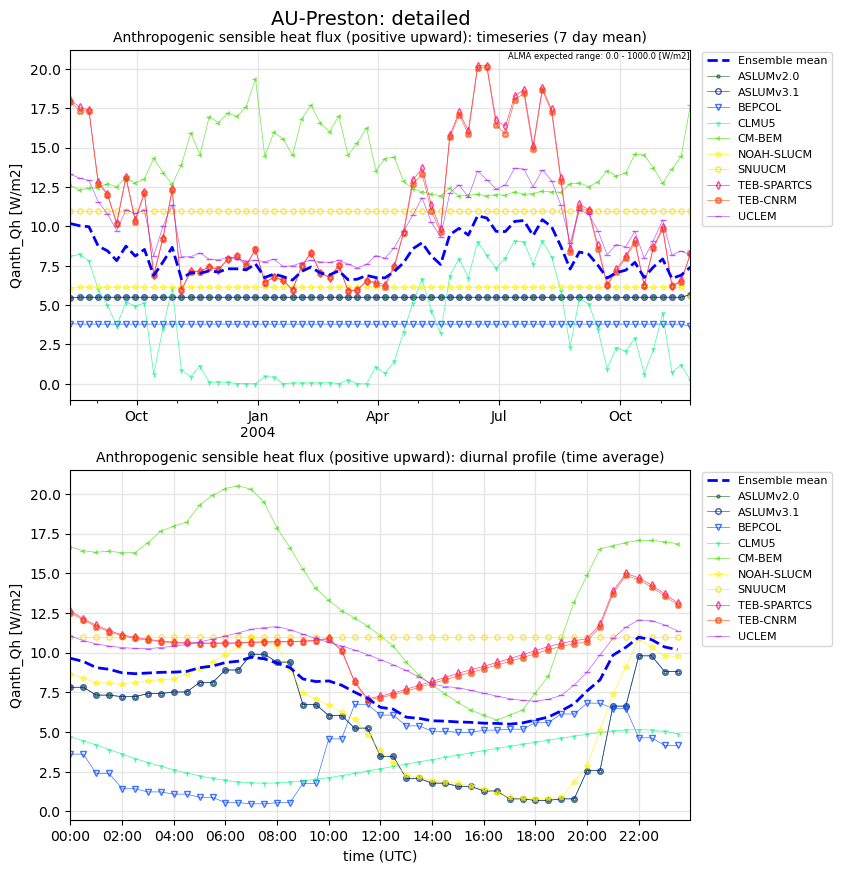 AU-Preston: detailed
Anthropogenic sensible heat flux (positive upward): timeseries (7 day mean)
ALMA expected range: 0.0 - 1000.0 [W/m2]
Qanth_Qh [W/m2]
20.0
17.5
15.0
12.5
10.0
7.5
5.0
2.5
0.0
Oct
Jan
2004
Apr
Jul
Oct
Ensemble mean
ASLUMv2.0
ASLUMv3.1
BEPCOL
CLMU5
CM-BEM
NOAH-SLUCM
SNUUCM
TEB-SPARTCS
TEB-CNRM
UCLEM
Anthropogenic sensible heat flux (positive upward): diurnal profile (time average)
Qanth_Qh [W/m2]
20.0
17.5
15.0
12.5
10.0
7.5
5.0
2.5
0.0
00:00 02:00 04:00 06:00 08:00 10:00 12:00 14:00 16:00 18:00 20:00 22:00
time (UTC)
Ensemble mean
ASLUMv2.0
ASLUMv3.1
BEPCOL
CLMU5
CM-BEM
NOAH-SLUCM
SNUUCM
TEB-SPARTCS
TEB-CNRM
UCLEM